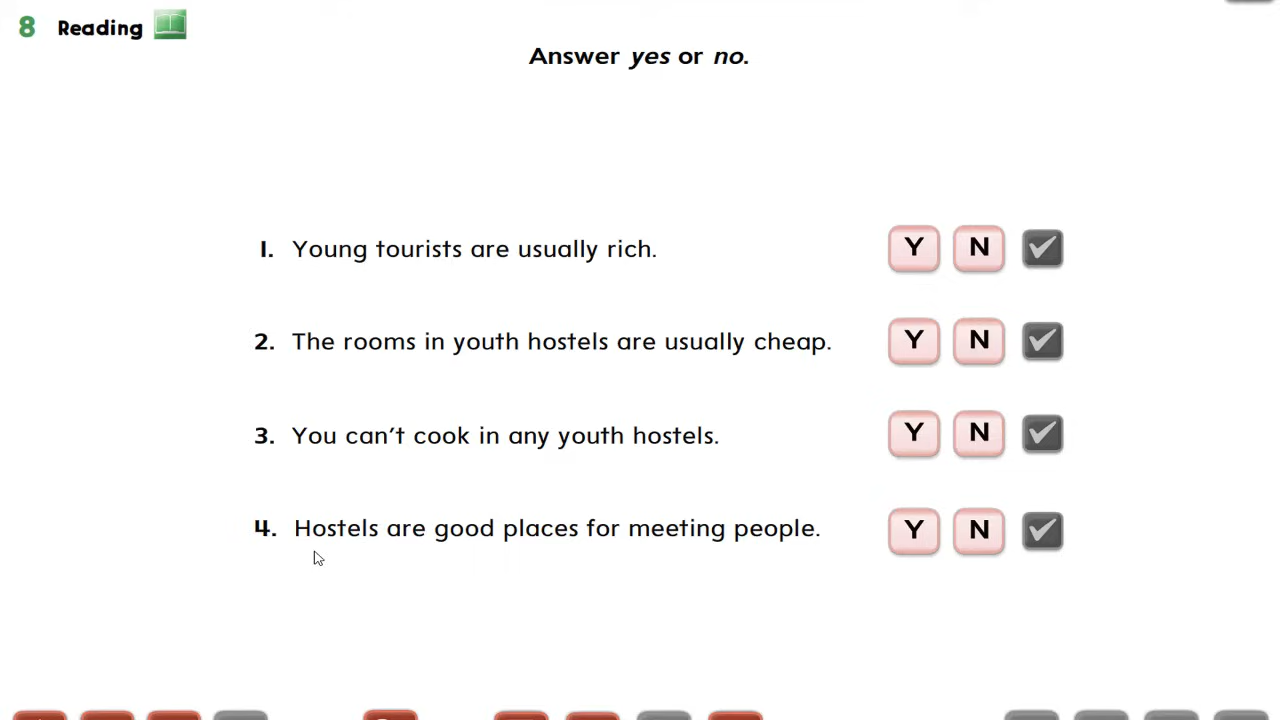 8 Reading
Answer yes or no.
1. Young tourists are usually rich. Y N
2. The rooms in youth hostels are usually cheap. Y N
3. You can't cook in any youth hostels. Y N
4. Hostels are good places for meeting people. Y N